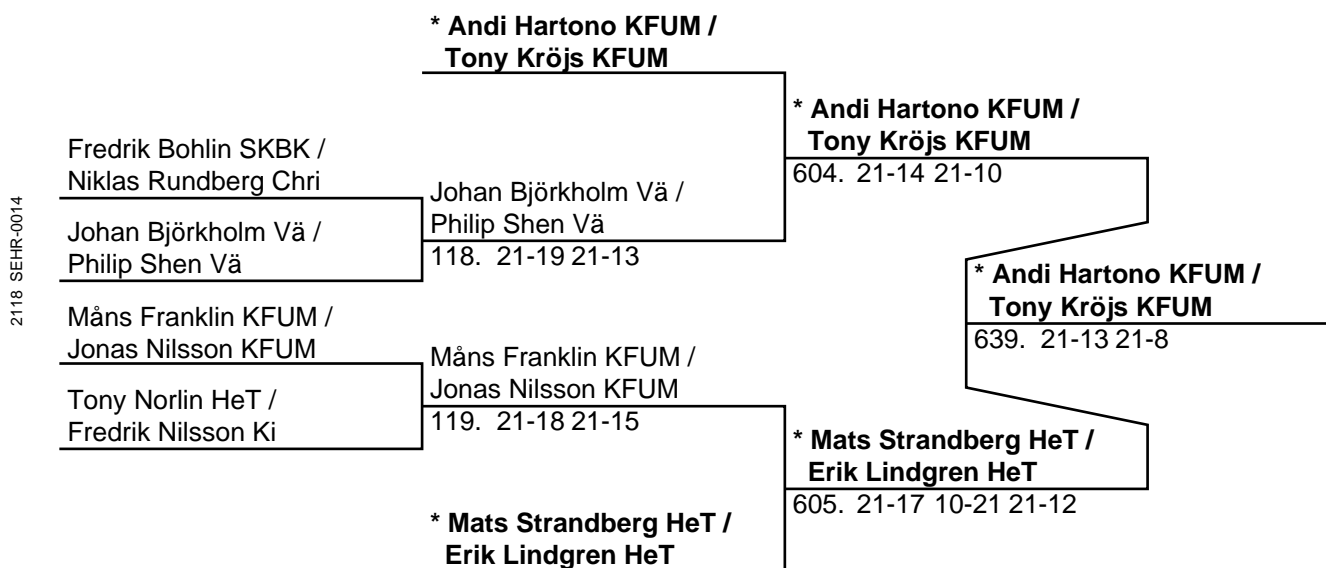 * Andi Hartono KFUM /
Tony Kröjs KFUM
* Andi Hartono KFUM /
Tony Kröjs KFUM
604. 21-14 21-10
Fredrik Bohlin SKBK /
Niklas Rundberg Chri
Johan Björkholm Vä /
Philip Shen Vä
118. 21-19 21-13
Johan Björkholm Vä /
Philip Shen Vä
2118 SEHR-0014
* Andi Hartono KFUM /
Tony Kröjs KFUM
639. 21-13 21-8
Måns Franklin KFUM /
Jonas Nilsson KFUM
Måns Franklin KFUM /
Jonas Nilsson KFUM
119. 21-18 21-15
Tony Norlin HeT /
Fredrik Nilsson Ki
* Mats Strandberg HeT /
Erik Lindgren HeT
605. 21-17 10-21 21-12
* Mats Strandberg HeT /
Erik Lindgren HeT